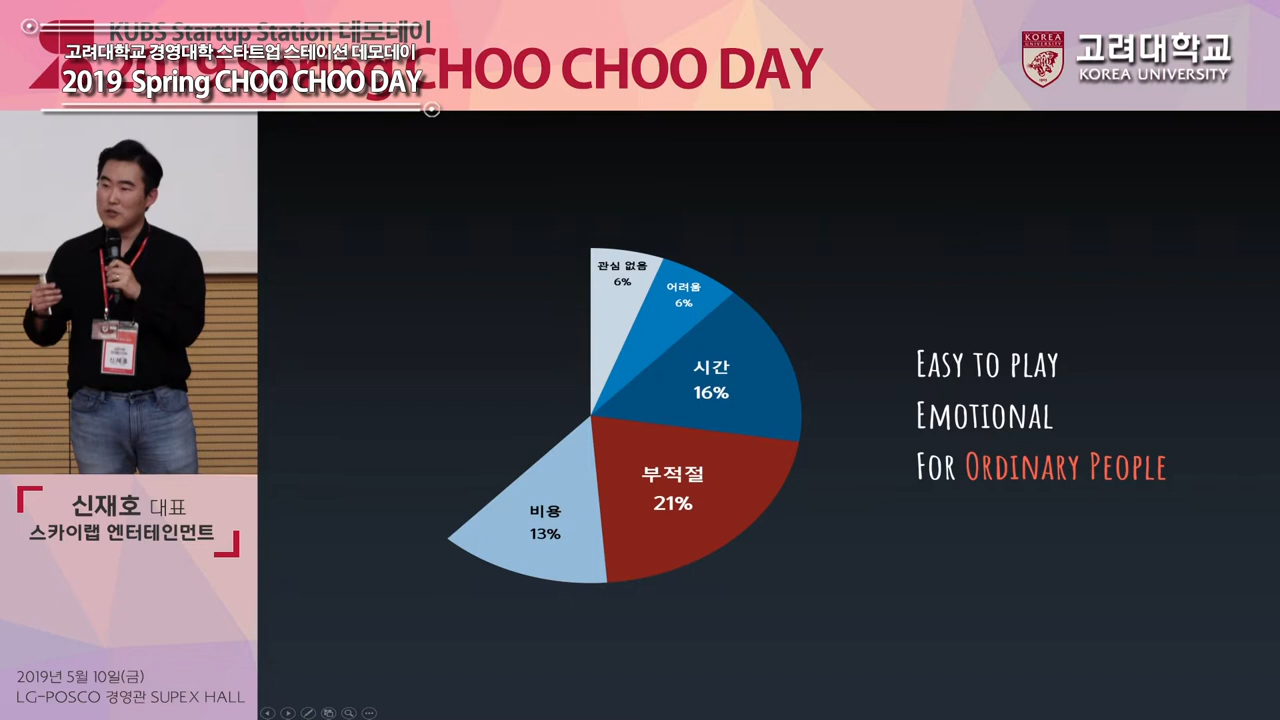 KUBS Startup Station 데모데이
고려대학교 경영대학 스타트업 스테이션 데모데이
2019 Spring CHOO CHOO DAY
2019 Spring CHOO CHOO DAY
KOREA
UNIVERSITY
고려대학교
KOREA UNIVERSITY
관심 없음
6%
어려움
6%
시간
16%
부적절
21%
비용
13%
EASY TO PLAY
EMOTIONAL
FOR ORDINARY PEOPLE
신재호 대표
스카이랩 엔터테인먼트
2019년 5월 10일(금)
LG-POSCO 경영관 SUPEX HALL